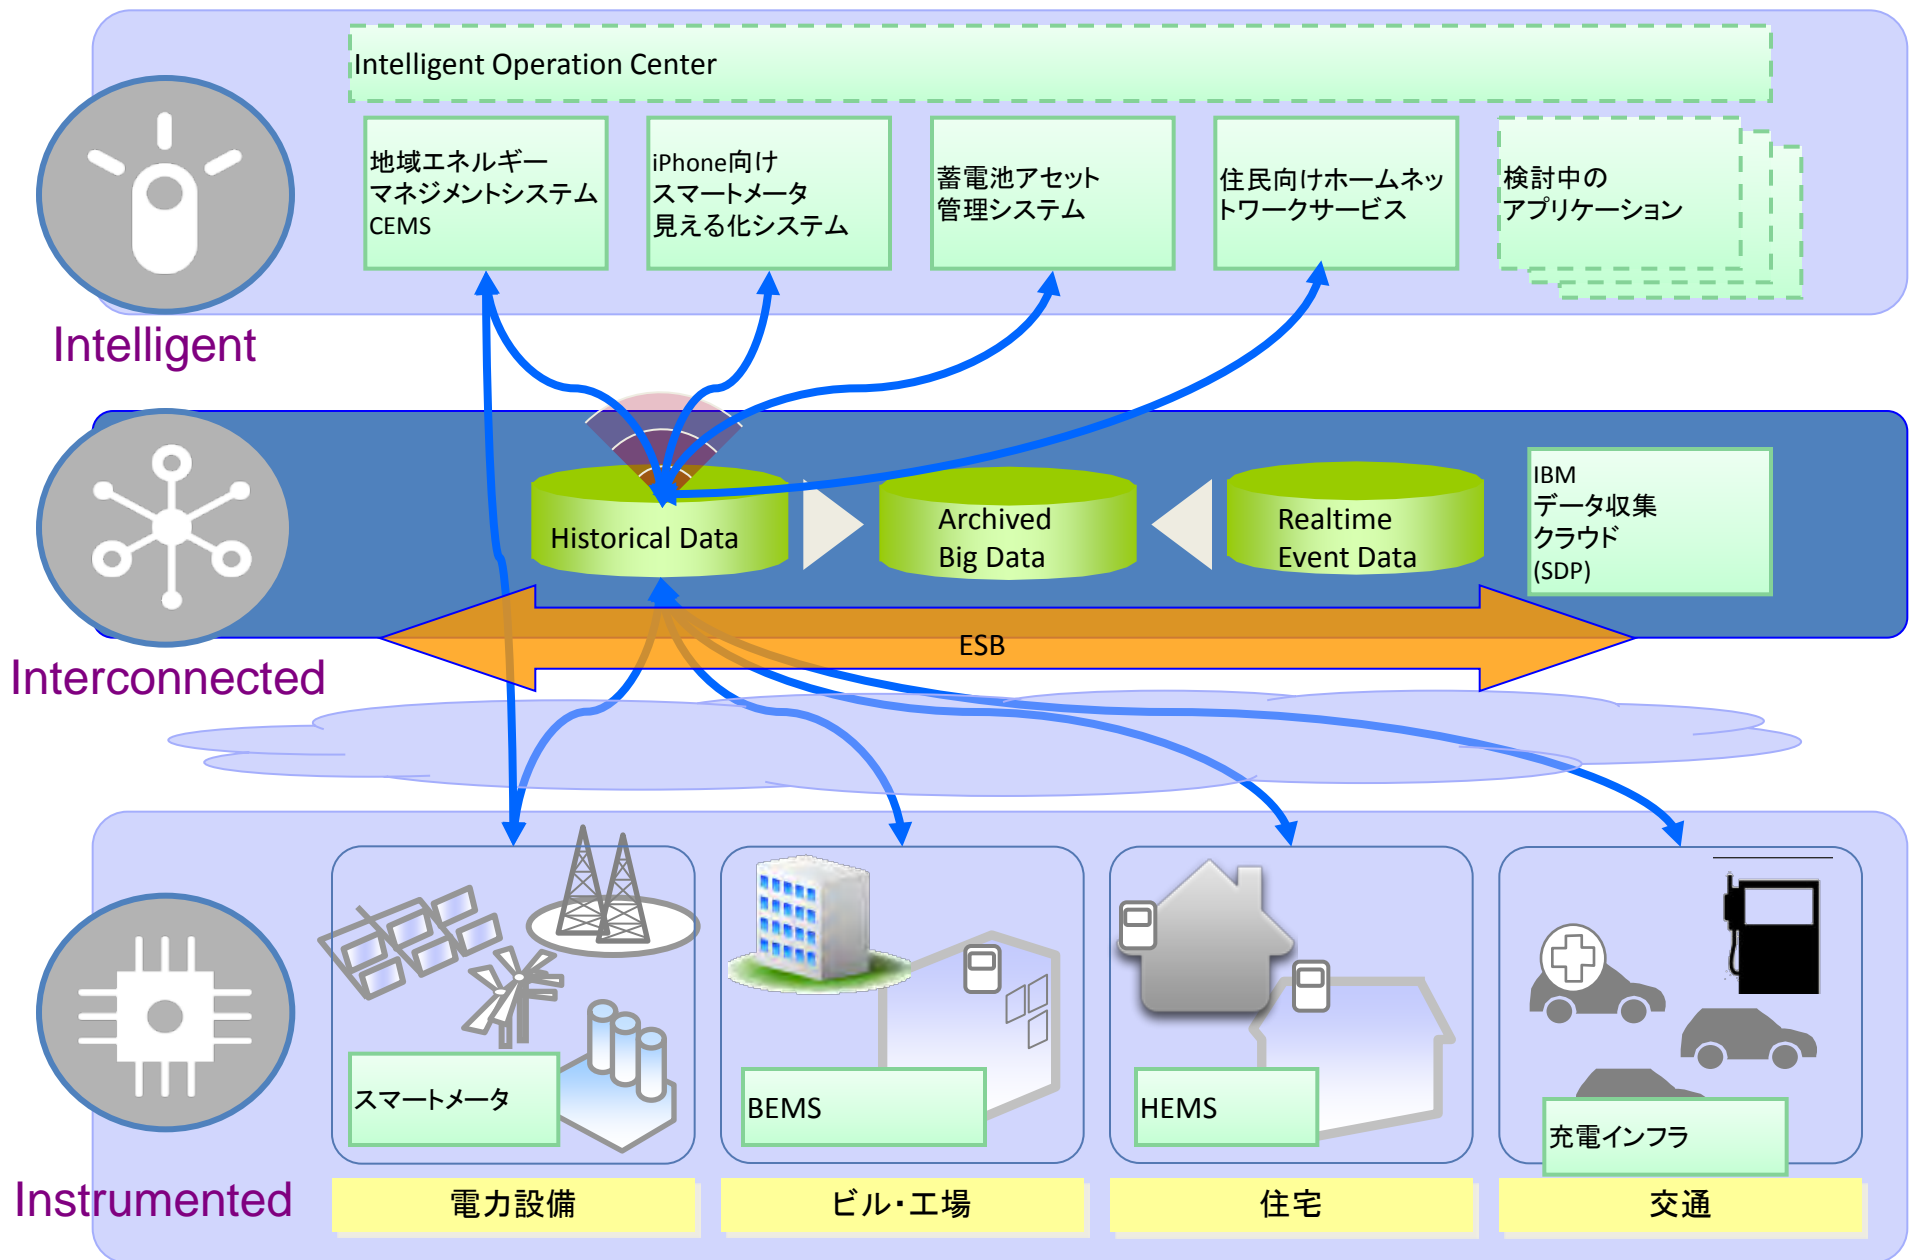 Intelligent Operation Center
地域エネルギー
マネジメントシステム
CEMS
iPhone向け
スマートメータ
見える化システム
蓄電池アセット
管理システム
住民向けホームネッ
トワークサービス
検討中の
アプリケーション
Intelligent
Historical Data
Archived
Big Data
Realtime
Event Data
IBM
データ収集
クラウド
(SDP)
ESB
Interconnected
スマートメータ
BEMS
HEMS
充電インフラ
Instrumented
電力設備
ビル・工場
住宅
交通